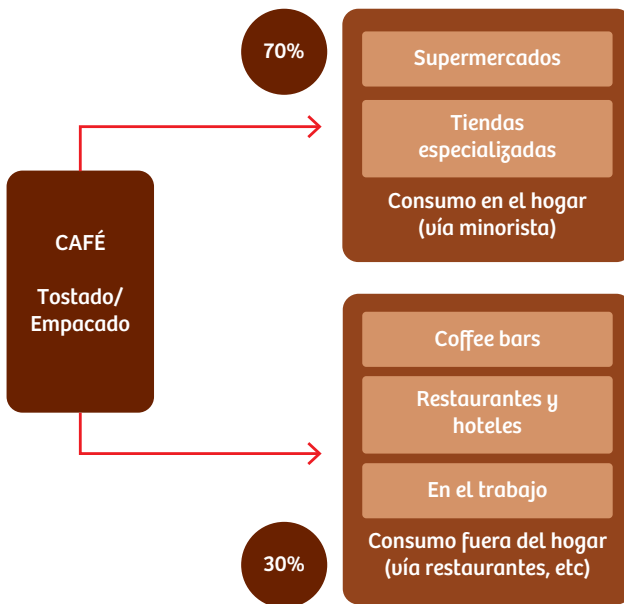 70%
Supermercados
Tiendas
especializadas
Consumo en el hogar
(vía minorista)
CAFÉ
Tostado/
Empacado
Coffee bars
Restaurantes y
hoteles
En el trabajo
Consumo fuera del hogar
(vía restaurantes, etc)
30%